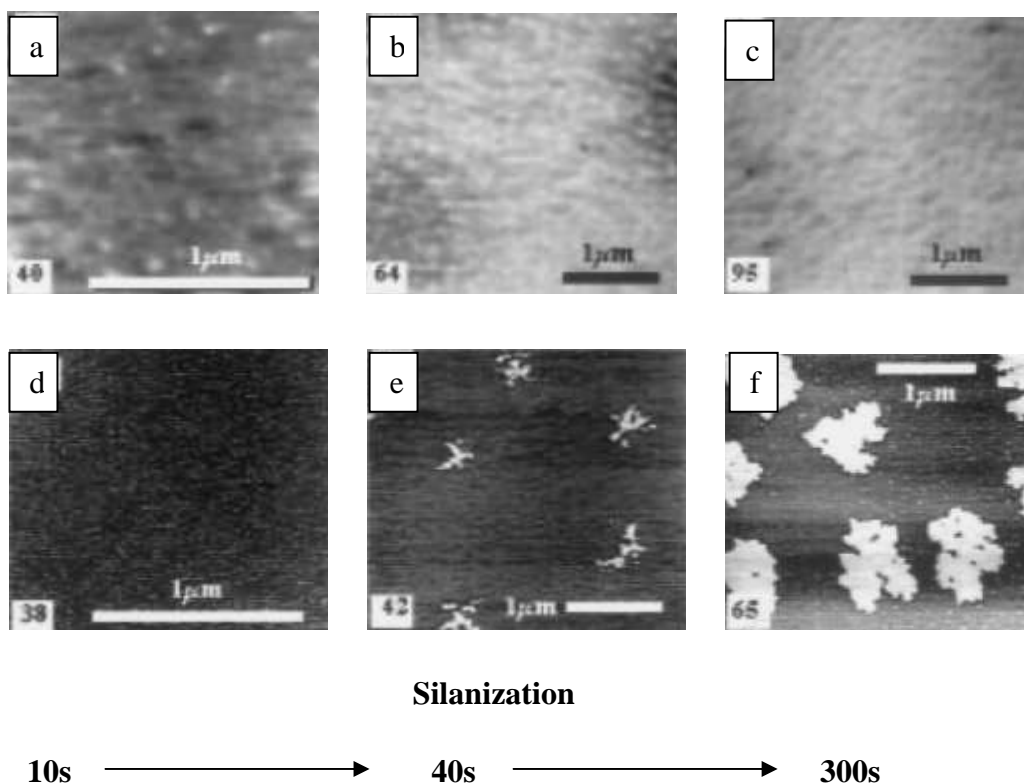 a
b
c
1μm
1μm
1μm
40
64
95
d
e
f
1μm
1μm
1μm
38
42
65
Silanization
10s
40s
300s